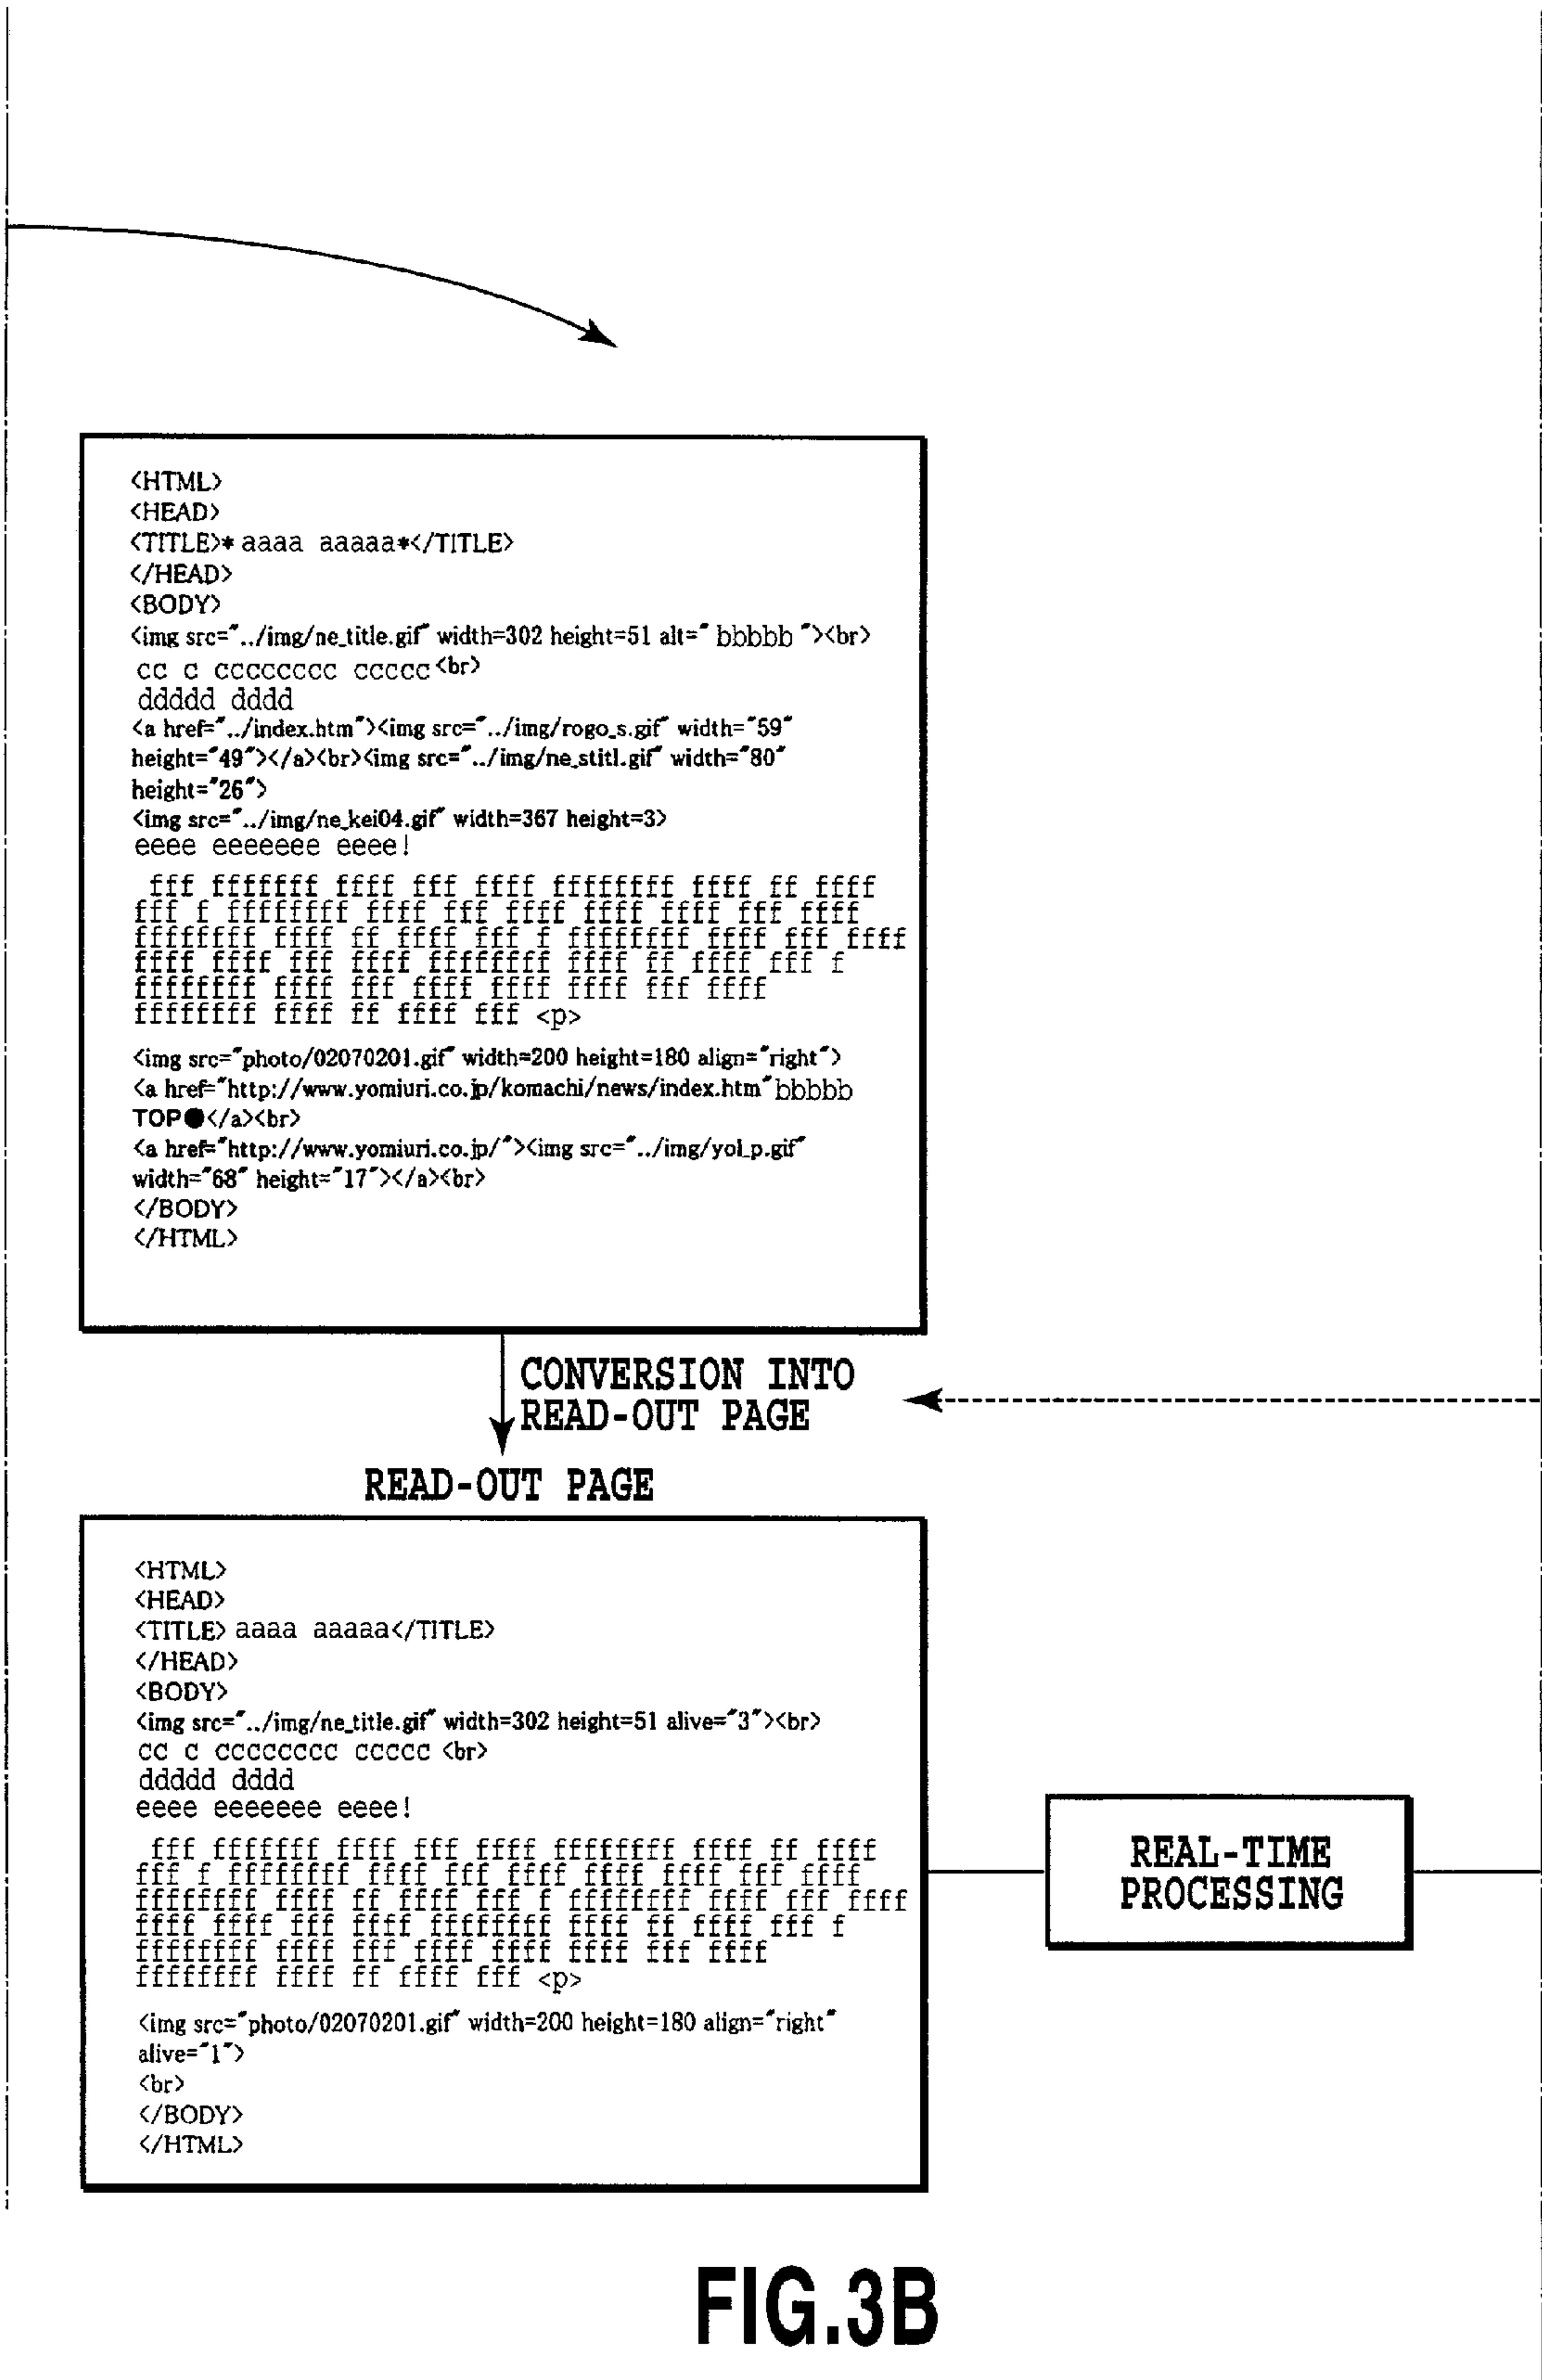 <HTML>
<HEAD>
<TITLE>* aaaa aaaaa*</TITLE>
</HEAD>
<BODY>
<img src="../img/ne_title.gif" width=302 height=51 alt=" bbbbb "><br>
cc c cccccccc ccccc<br>
ddddd dddd
<a href="../index.htm"><img src="../img/rogo_s.gif" width="59"
height="49"></a><br><img src="../img/ne_stitl.gif" width="80"
height="26">
<img src="../img/ne_kei04.gif" width=367 height=3>
eeee eeeeeee eeee!
fff fffffff ffff fff ffff ffffffff ffff ff ffff
fff f ffffffff ffff fff ffff ffff ffff fff ffff
ffffffff ffff ff ffff fff f ffffffff ffff fff ffff
ffff ffff fff ffff ffffffff ffff ff ffff fff f
ffffffff ffff fff ffff ffff ffff fff ffff
ffffffff ffff ff ffff fff <p>
<img src="photo/02070201.gif" width=200 height=180 align="right">
<a href="http://www.yomiuri.co.jp/komachi/news/index.htm"bbbbb
TOP●</a><br>
<a href="http://www.yomiuri.co.jp/"><img src="../img/yol_p.gif"
width="68" height="17"></a><br>
</BODY>
</HTML>
CONVERSION INTO
READ-OUT PAGE
READ-OUT PAGE
<HTML>
<HEAD>
<TITLE> aaaa aaaaa</TITLE>
</HEAD>
<BODY>
<img src="../img/ne_title.gif" width=302 height=51 alive="3"><br>
cc c cccccccc ccccc <br>
ddddd dddd
eeee eeeeeee eeee!
fff fffffff ffff fff ffff ffffffff ffff ff ffff
fff f ffffffff ffff fff ffff ffff ffff fff ffff
ffffffff ffff ff ffff fff f ffffffff ffff fff ffff
ffff ffff fff ffff ffffffff ffff ff ffff fff f
ffffffff ffff fff ffff ffff ffff fff ffff
ffffffff ffff ff ffff fff <p>
<img src="photo/02070201.gif" width=200 height=180 align="right"
alive="1">
<br>
</BODY>
</HTML>
REAL-TIME
PROCESSING
FIG.3B